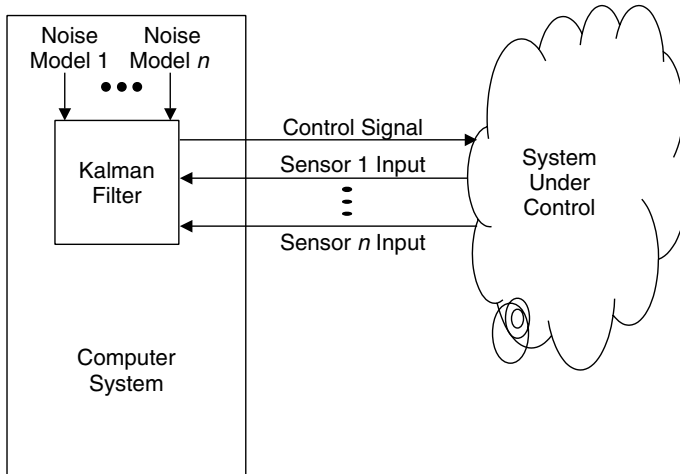 Noise
Model 1
Noise
Model n
Kalman
Filter
Control Signal
Sensor 1 Input
Sensor n Input
System
Under
Control
Computer
System